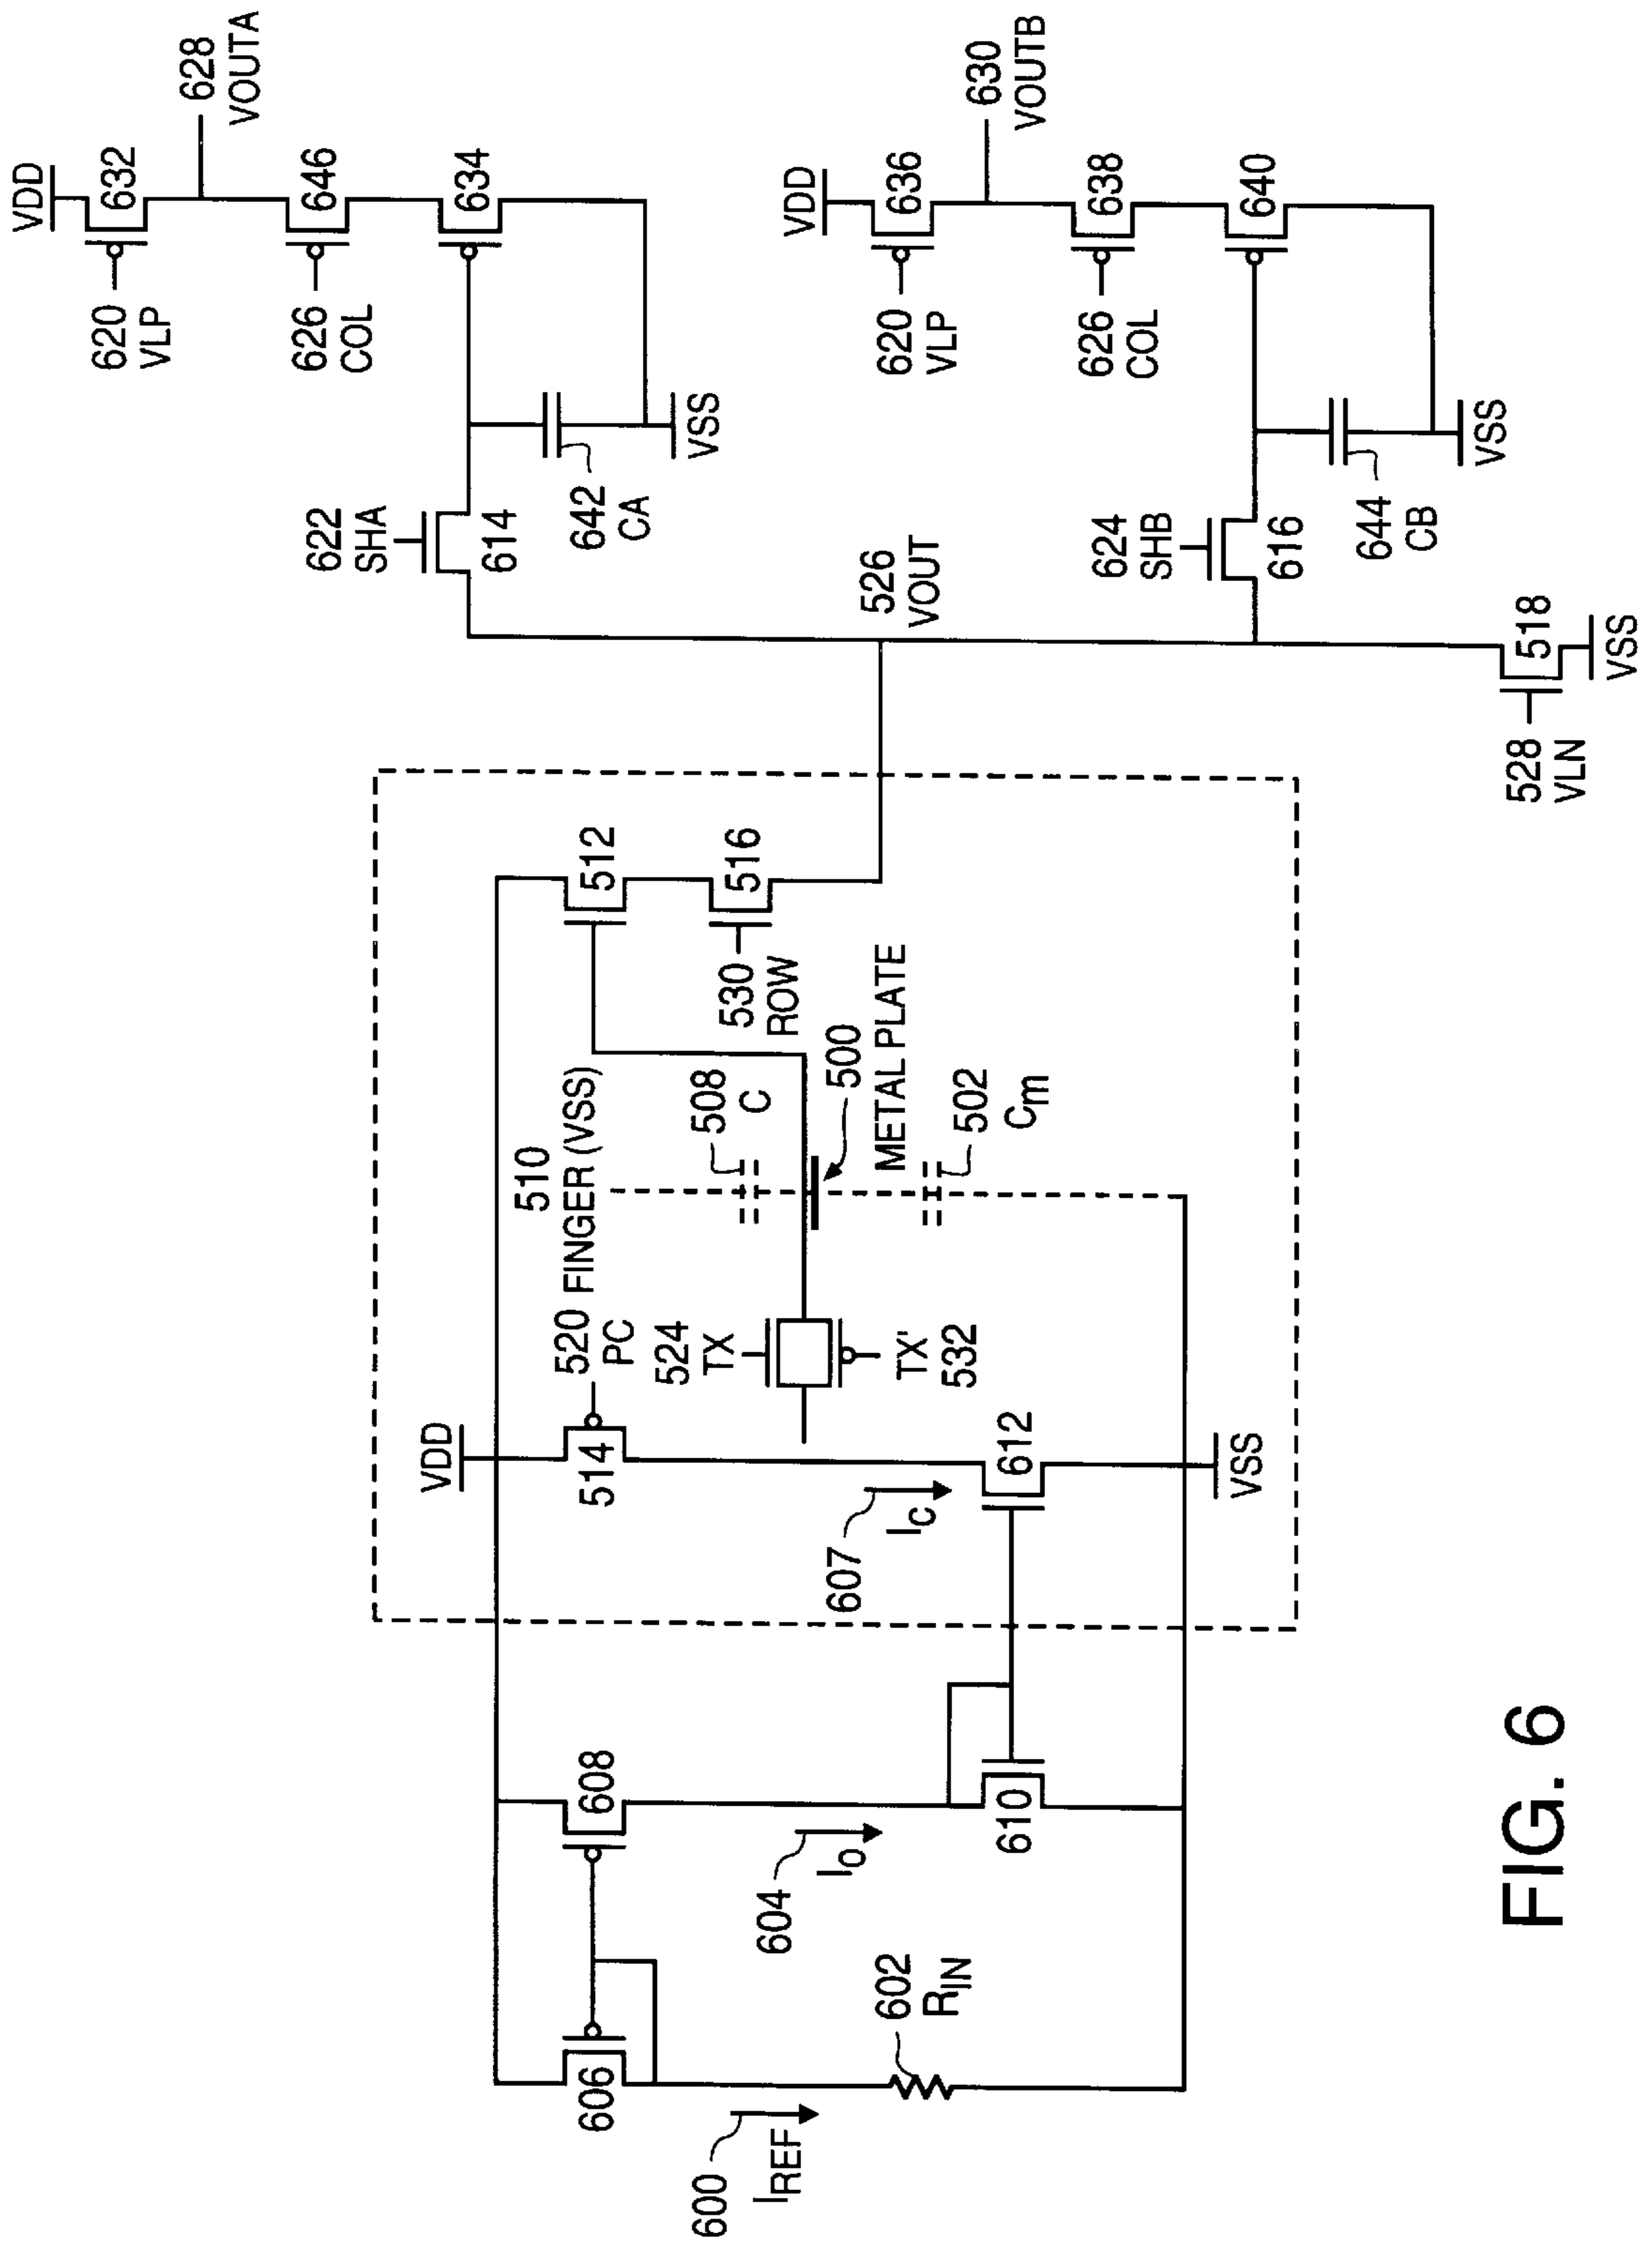 VDD
632
628
VOUTA
620
VLP
646
626
COL
634
622
SHA
614
642
CA
VSS
VDD
636
630
VOUTB
620
VLP
638
626
COL
640
624
SHB
616
644
CB
VSS
526
VOUT
518
528
VLN
VSS
512
516
530
ROW
510
FINGER (VSS)
508
C
500
METAL PLATE
502
Cm
VDD
520
PC
514
524
TX
TX'
532
607
IC
612
VSS
608
604
IO
610
606
602
RIN
600
IREF
FIG. 6